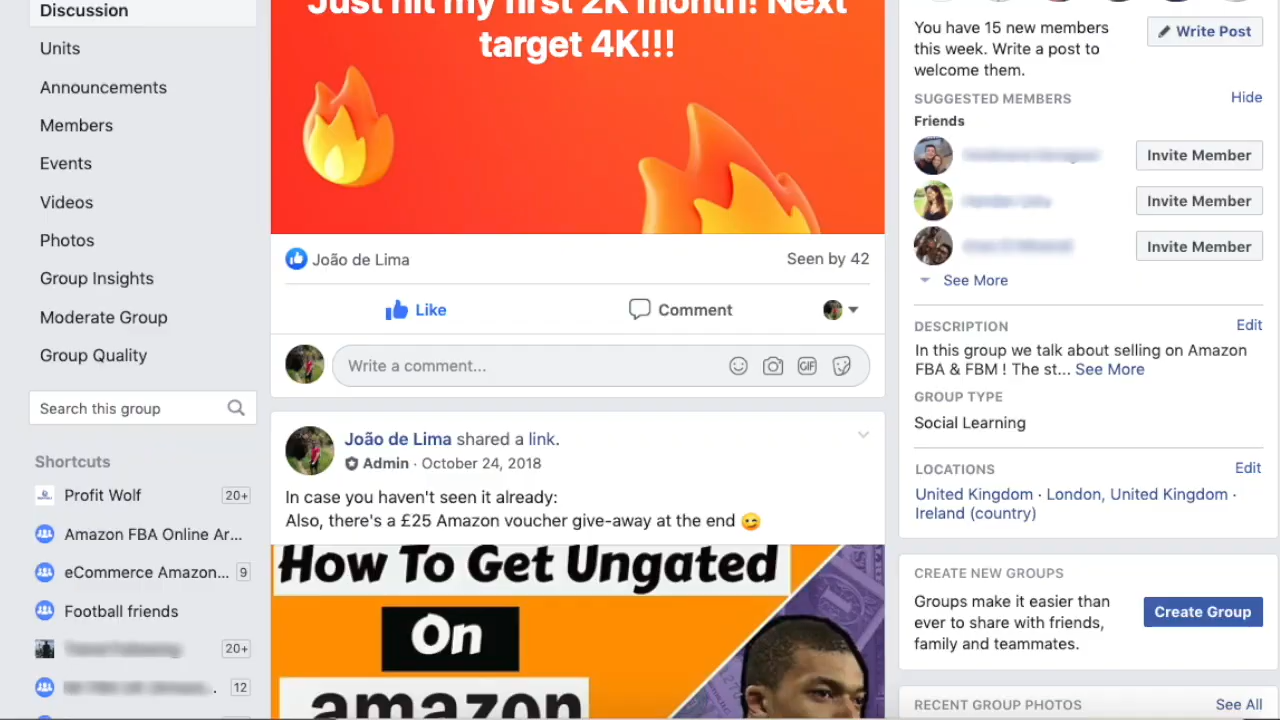 Discussion
Units
Announcements
Members
Events
Videos
Photos
Group Insights
Moderate Group
Group Quality
Search this group
Shortcuts
Profit Wolf 20+
Amazon FBA Online Ar...
eCommerce Amazon... 9
Football friends
20+
12
Just hit my first 2K month! Next
target 4K!!!
João de Lima Seen by 42
Like Comment
Write a comment... GIF
João de Lima shared a link.
Admin · October 24, 2018
In case you haven't seen it already:
Also, there's a £25 Amazon voucher give-away at the end 😜
How To Get Ungated
On
amazon
You have 15 new members
this week. Write a post to
welcome them.
Write Post
SUGGESTED MEMBERS Hide
Friends
Invite Member
Invite Member
Invite Member
See More
DESCRIPTION Edit
In this group we talk about selling on Amazon
FBA & FBM ! The st... See More
GROUP TYPE
Social Learning
LOCATIONS Edit
United Kingdom · London, United Kingdom ·
Ireland (country)
CREATE NEW GROUPS
Groups make it easier than
ever to share with friends,
family and teammates.
Create Group
RECENT GROUP PHOTOS See All